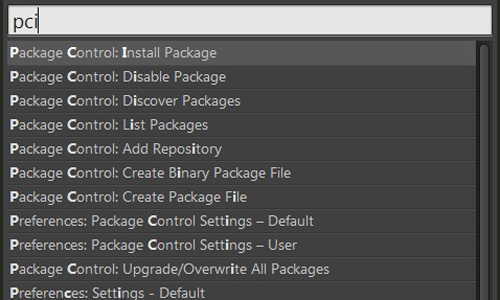 pci
Package Control: Install Package
Package Control: Disable Package
Package Control: Discover Packages
Package Control: List Packages
Package Control: Add Repository
Package Control: Create Binary Package File
Package Control: Create Package File
Preferences: Package Control Settings – Default
Preferences: Package Control Settings – User
Package Control: Upgrade/Overwrite All Packages
Preferences: Settings - Default